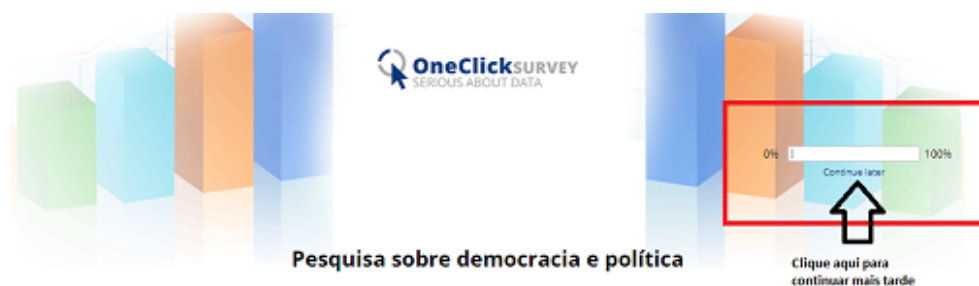 OneClickSURVEY
SERIOUS ABOUT DATA
0% 100%
Continue later
Pesquisa sobre democracia e política
Clique aqui para
continuar mais tarde